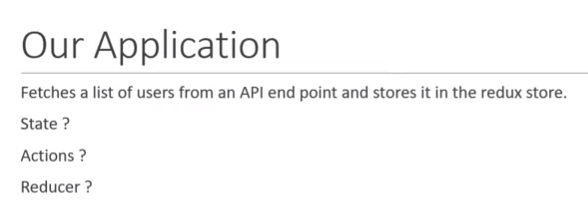 Our Application
Fetches a list of users from an API end point and stores it in the redux store.
State ?
Actions ?
Reducer ?